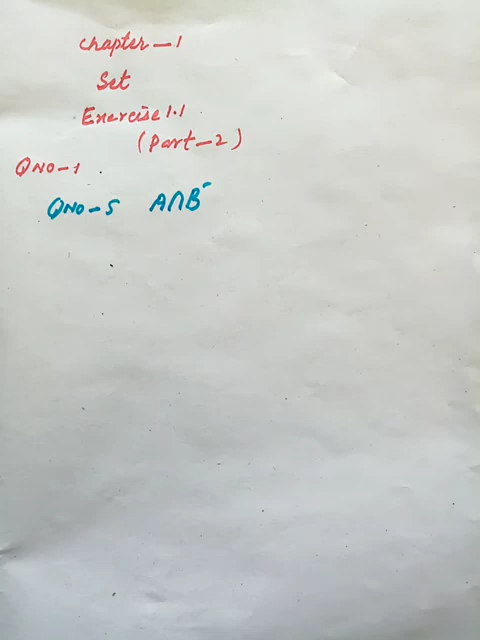 Chapter-1
Set
Exercise 1.1
(Part-2)
QNO-1
QNO-5 A∩B‾